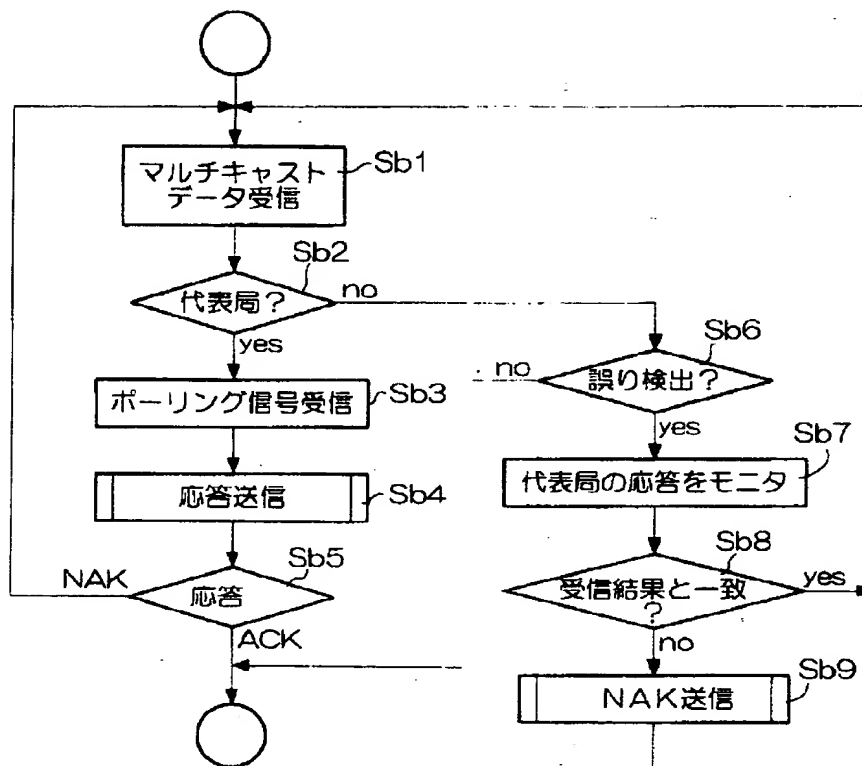 マルチキャスト
データ受信
Sb1
Sb2
代表局?
no
yes
Sb3
ポーリング信号受信
応答送信
Sb4
Sb5
NAK
応答
ACK
Sb6
no
誤り検出?
yes
Sb7
代表局の応答をモニタ
Sb8
受信結果と一致
?
yes
no
Sb9
NAK送信